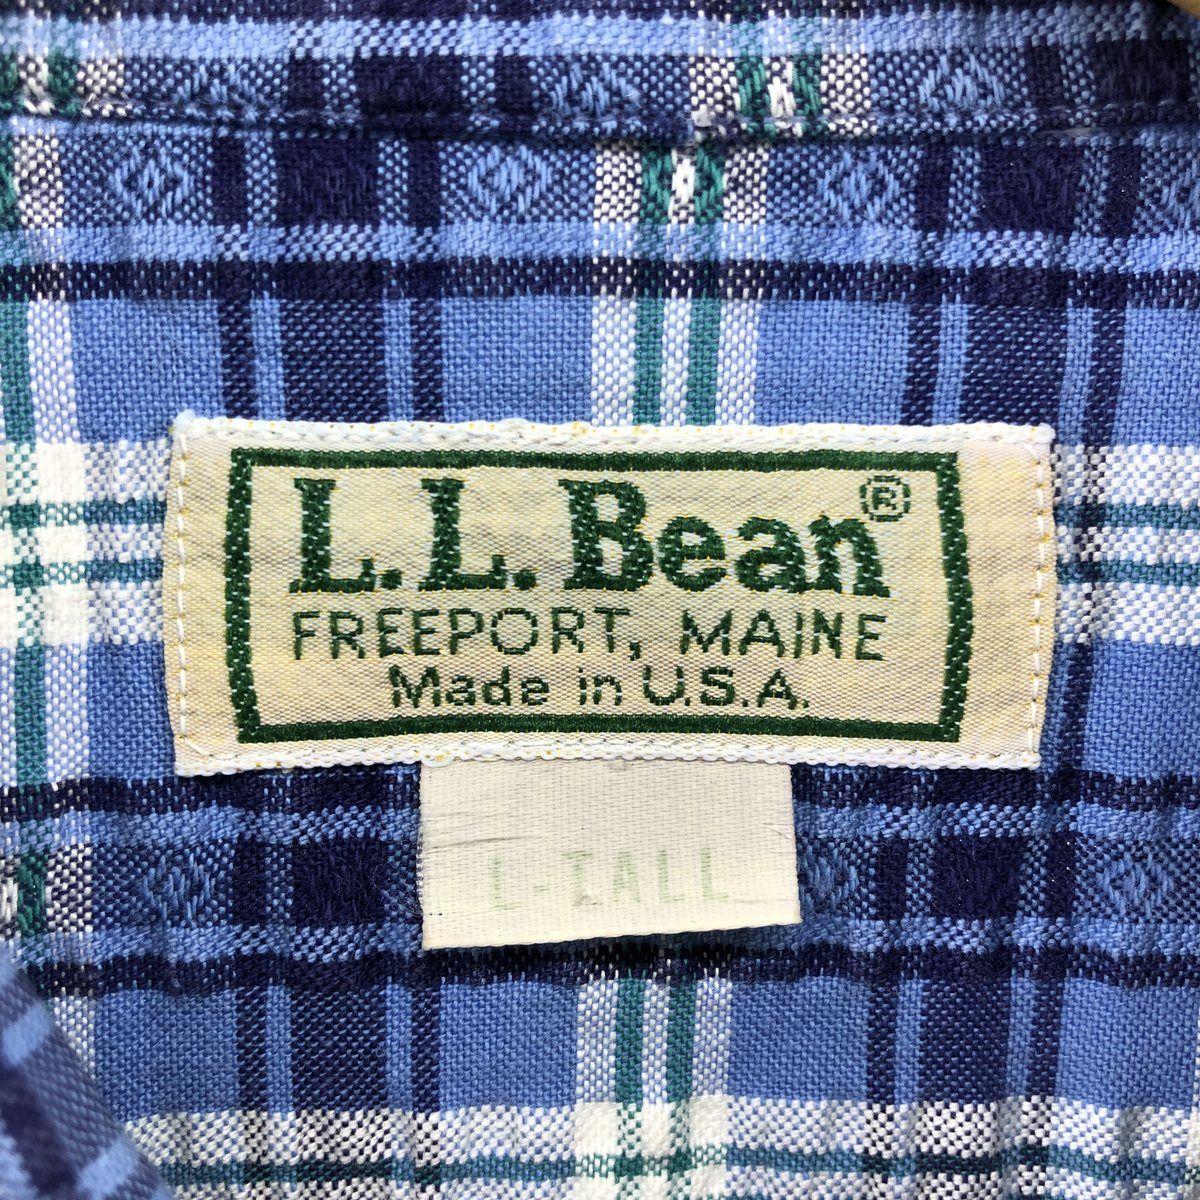 L.L.Bean®
FREEPORT, MAINE
Made in U.S.A.
L-TALL